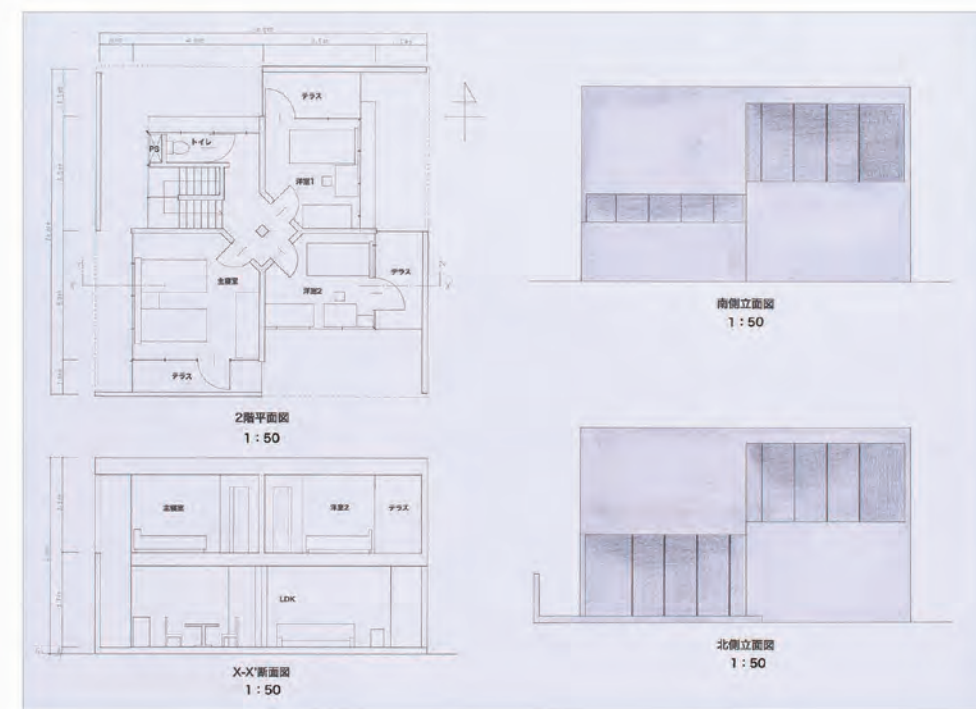 テラス
トイレ
PS
洋室1
主寝室
洋室2
テラス
テラス
2階平面図
1:50
主寝室
洋室2
テラス
LDK
X-X'断面図
1:50
南側立面図
1:50
北側立面図
1:50